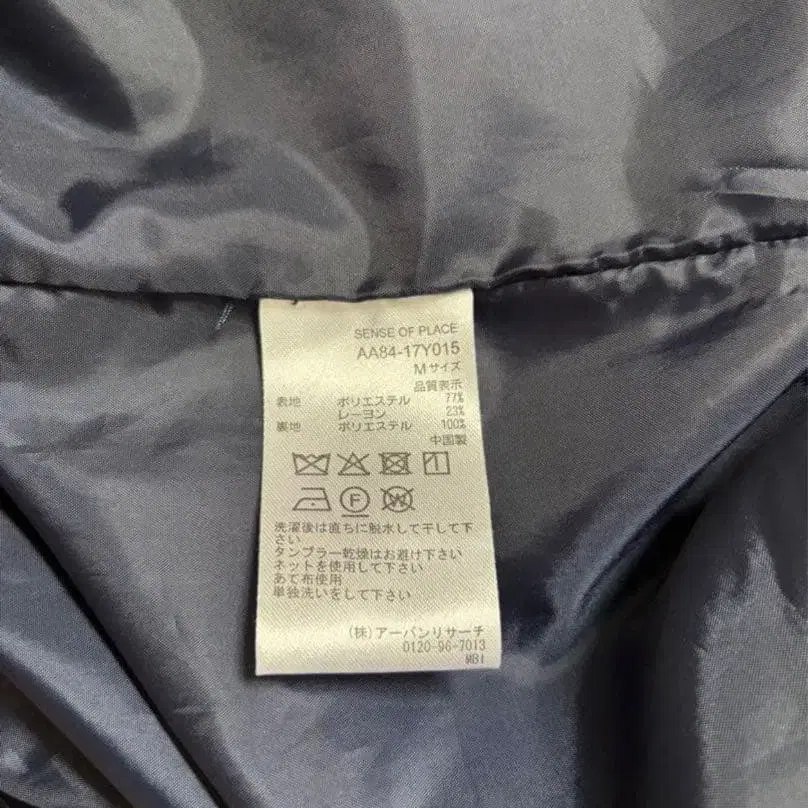 SENSE OF PLACE
AA84-17Y015
Mサイズ
品質表示
表地 ポリエステル 77%
レーヨン 23%
裏地 ポリエステル 100%
中国製
F W
洗濯後は直ちに脱水して干して下
さい
タンブラー乾燥はお避け下さい
ネットを使用して下さい
あて布使用
単独洗いをして下さい
(株)アーバンリサーチ
0120-96-7013
MBI